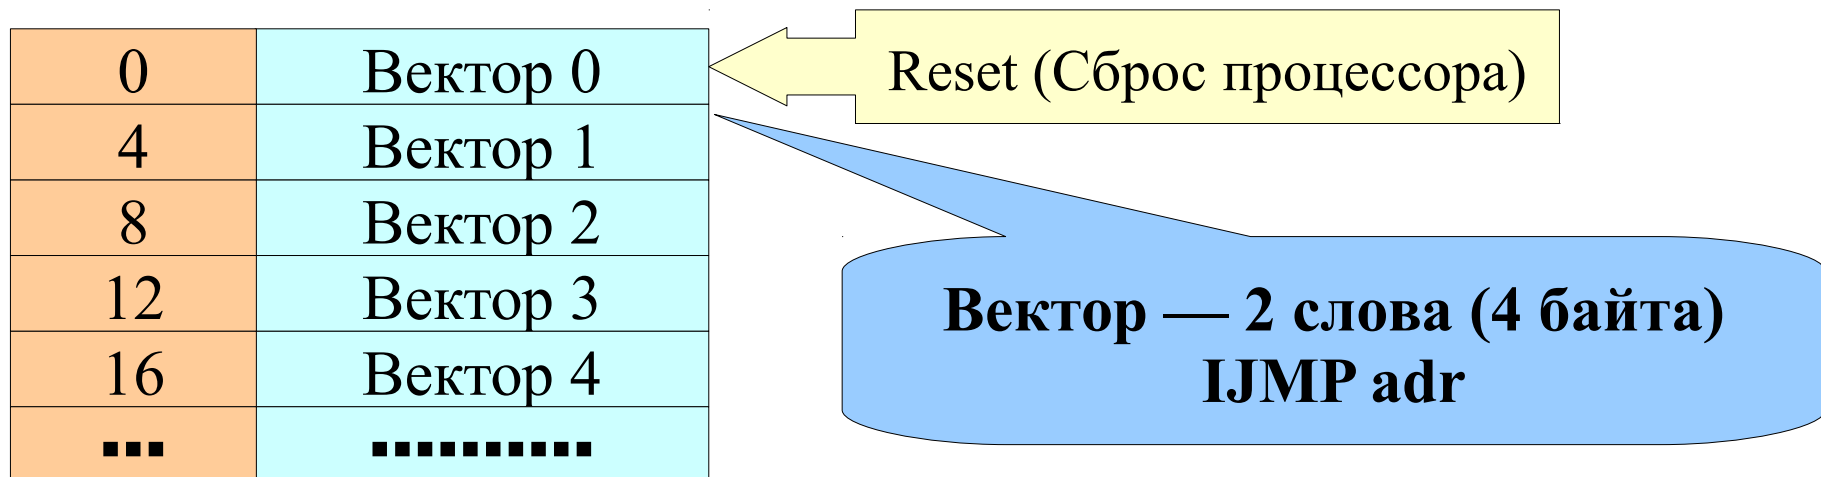 0 Вектор 0
Reset (Сброс процессора)
4 Вектор 1
8 Вектор 2
12 Вектор 3
16 Вектор 4
Вектор — 2 слова (4 байта)
IJMP adr